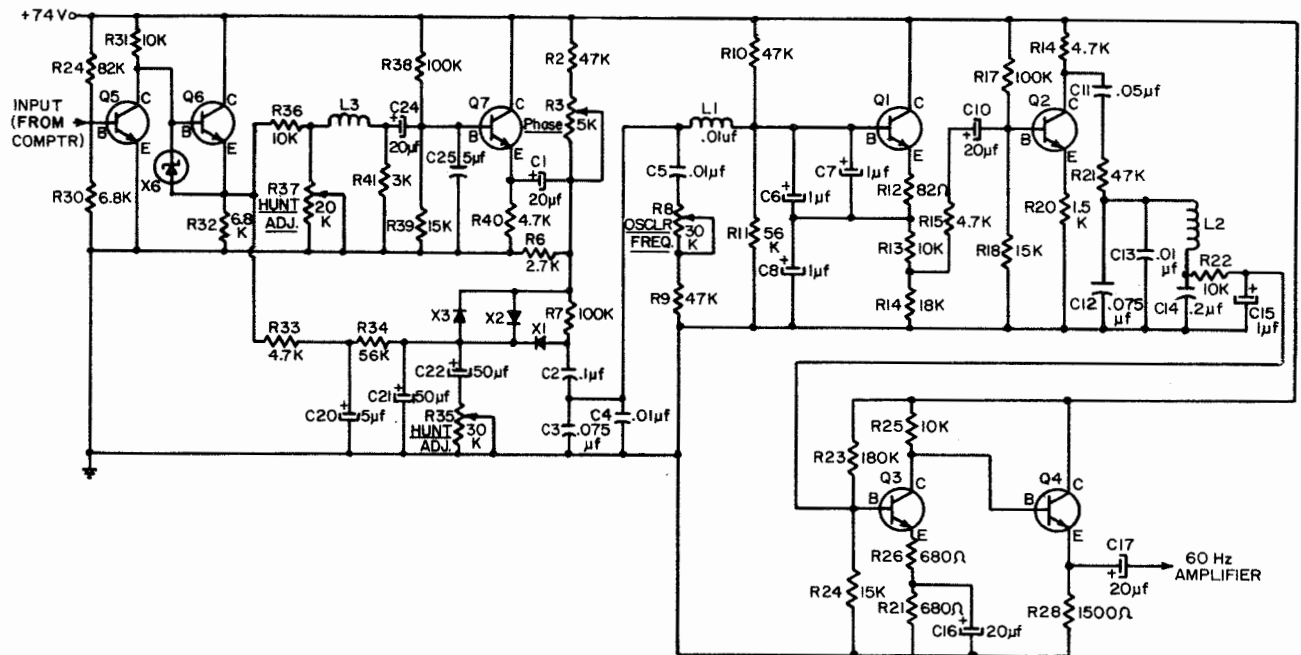 +74V
R31
10K
R24
82K
INPUT
(FROM
COMPTR)
Q5
B
C
E
R30
6.8K
X6
Q6
B
C
E
R32
6.8
K
R36
10K
L3
R37
HUNT
ADJ.
20
K
R41
3K
C24
+
20µf
R38
100K
R39
15K
C25
5µf
Q7
B
C
E
R40
4.7K
C1
+
20µf
R2
47K
R3
Phase
5K
R6
2.7K
R7
100K
X3
X2
X1
R33
4.7K
R34
56K
C20
+
5µf
C21
+
50µf
C22
+
50µf
R35
30
K
HUNT
ADJ.
C2
.1µf
C3
.075
µf
C4
.01µf
L1
.01uf
C5
.01µf
R8
OSCLR
FREQ.
30
K
R9
47K
R10
47K
R11
56
K
C6
+
1µf
C7
+
1µf
C8
+
1µf
Q1
B
C
E
R12
82Ω
R13
10K
R14
18K
R15
4.7K
C10
+
20µf
R17
100K
R18
15K
Q2
B
C
E
R14
4.7K
C11
.05µf
R21
47K
R20
1.5
K
C12
.075
µf
C13
.01
µf
L2
C14
.2µf
R22
10K
C15
+
1µf
R23
180K
R24
15K
R25
10K
Q3
B
C
E
R26
680Ω
R21
680Ω
C16
+
20µf
Q4
B
C
E
R28
1500Ω
C17
+
20µf
60 Hz
AMPLIFIER